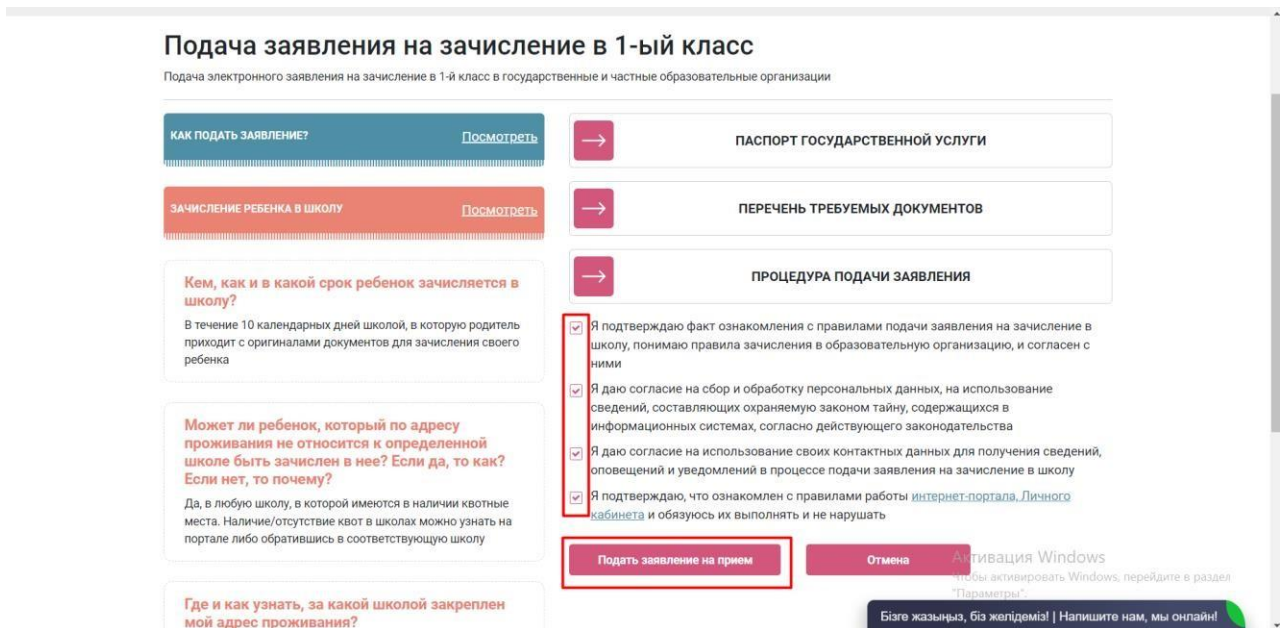 Подача заявления на зачисление в 1-ый класс
Подача электронного заявления на зачисление в 1-й класс в государственные и частные образовательные организации
КАК ПОДАТЬ ЗАЯВЛЕНИЕ?
Посмотреть
ЗАЧИСЛЕНИЕ РЕБЕНКА В ШКОЛУ
Посмотреть
Кем, как и в какой срок ребенок зачисляется в
школу?
В течение 10 календарных дней школой, в которую родитель
приходит с оригиналами документов для зачисления своего
ребенка
Может ли ребенок, который по адресу
проживания не относится к определенной
школе быть зачислен в нее? Если да, то как?
Если нет, то почему?
Да, в любую школу, в которой имеются в наличии квотные
места. Наличие/отсутствие квот в школах можно узнать на
портале либо обратившись в соответствующую школу
Где и как узнать, за какой школой закреплен
мой адрес проживания?
ПАСПОРТ ГОСУДАРСТВЕННОЙ УСЛУГИ
ПЕРЕЧЕНЬ ТРЕБУЕМЫХ ДОКУМЕНТОВ
ПРОЦЕДУРА ПОДАЧИ ЗАЯВЛЕНИЯ
Я подтверждаю факт ознакомления с правилами подачи заявления на зачисление в
школу, понимаю правила зачисления в образовательную организацию, и согласен с
ними
Я даю согласие на сбор и обработку персональных данных, на использование
сведений, составляющих охраняемую законом тайну, содержащихся в
информационных системах, согласно действующего законодательства
Я даю согласие на использование своих контактных данных для получения сведений,
оповещений и уведомлений в процессе подачи заявления на зачисление в школу
Я подтверждаю, что ознакомлен с правилами работы интернет-портала, Личного
кабинета и обязуюсь их выполнять и не нарушать
Подать заявление на прием
Отмена
Активация Windows
Чтобы активировать Windows, перейдите в раздел
"Параметры".
Бізге жазыңыз, біз желідеміз! | Напишите нам, мы онлайн!